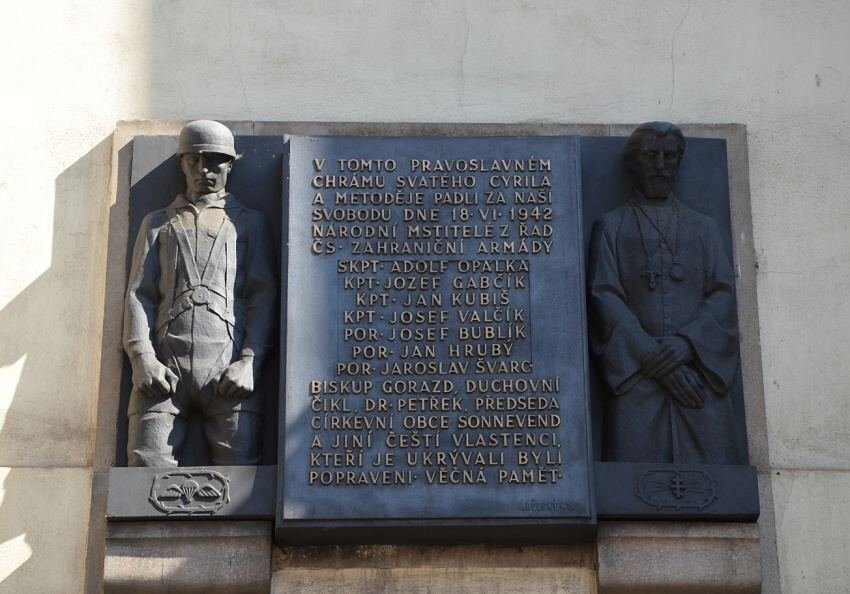 V TOMTO PRAVOSLAVNÉM
CHRÁMU SVATÉHO CYRILA
A METODĚJE PADLI ZA NAŠI
SVOBODU DNE 18·VI·1942
NÁRODNÍ MSTITELÉ Z ŘAD
ČS· ZAHRANIČNÍ ARMÁDY
ŠKPT· ADOLF OPÁLKA
KPT· JOZEF GABČÍK
KPT· JAN KUBIŠ
KPT· JOSEF VALČÍK
POR· JOSEF BUBLÍK
POR· JAN HRUBÝ
POR· JAROSLAV ŠVARC
BISKUP GORAZD, DUCHOVNÍ
ČIKL, DR· PETŘEK, PŘEDSEDA
CÍRKEVNÍ OBCE SONNEVEND
A JINÍ ČEŠTÍ VLASTENCI,
KTEŘÍ JE UKRÝVALI BYLI
POPRAVENI· VĚČNÁ PAMĚŤ·